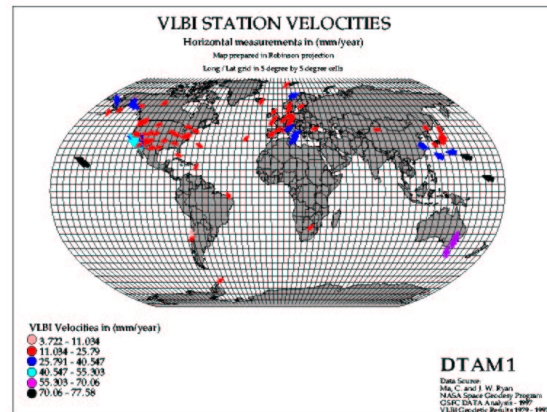 VLBI STATION VELOCITIES
Horizontal measurements in (mm/year)
Map prepared in Robinson projection
Long / Lat grid in 5 degree by 5 degree cells
VLBI Velocities in (mm/year)
3.722 - 11.034
11.034 - 25.79
25.791 - 40.547
40.547 - 55.303
55.303 - 70.06
70.06 - 77.58
DTAM1
Data Source:
Ma, C. and J. W. Ryan
NASA Space Geodesy Program
GSFC DATA Analysis - 1997
VLBI Geodetic Results 1979 -